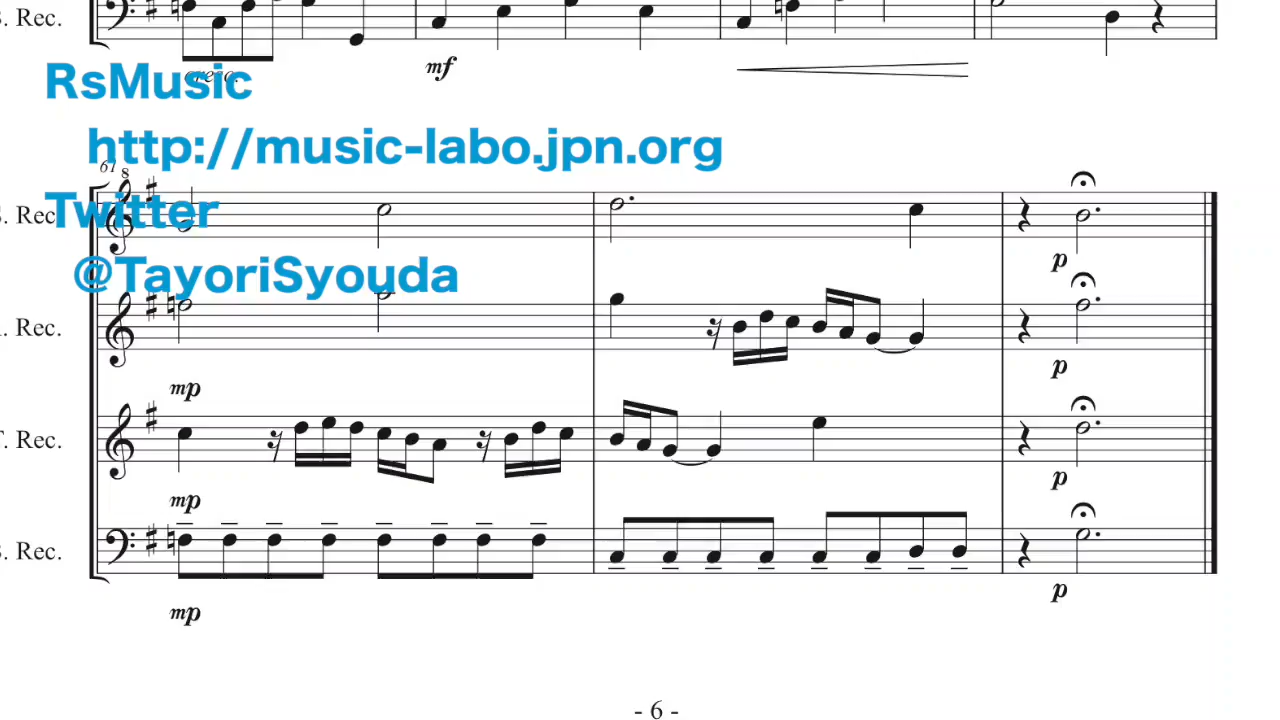 . Rec.
cresc.
mf
RsMusic
http://music-labo.jpn.org
61
8
Twitter
. Rec.
@TayoriSyouda
p
. Rec.
mp
p
. Rec.
mp
p
. Rec.
mp
p
- 6 -